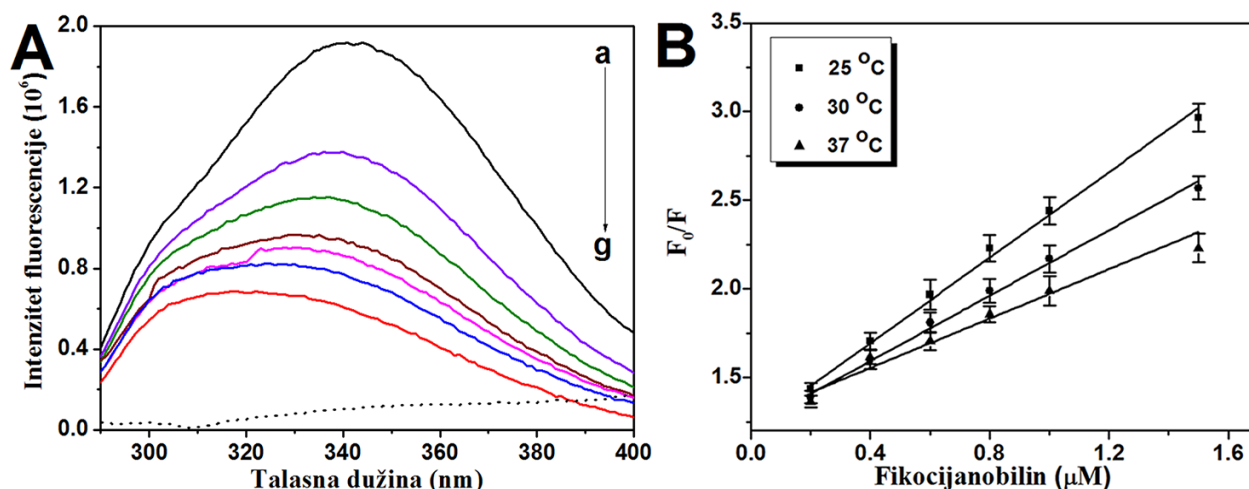 A
Intenzitet fluorescencije (10⁶)
2.0
1.6
1.2
0.8
0.4
0.0
a
g
300
320
340
360
380
400
Talasna dužina (nm)
B
25 °C
30 °C
37 °C
F₀/F
3.5
3.0
2.5
2.0
1.5
0.0
0.4
0.8
1.2
1.6
Fikocijanobilin (μM)